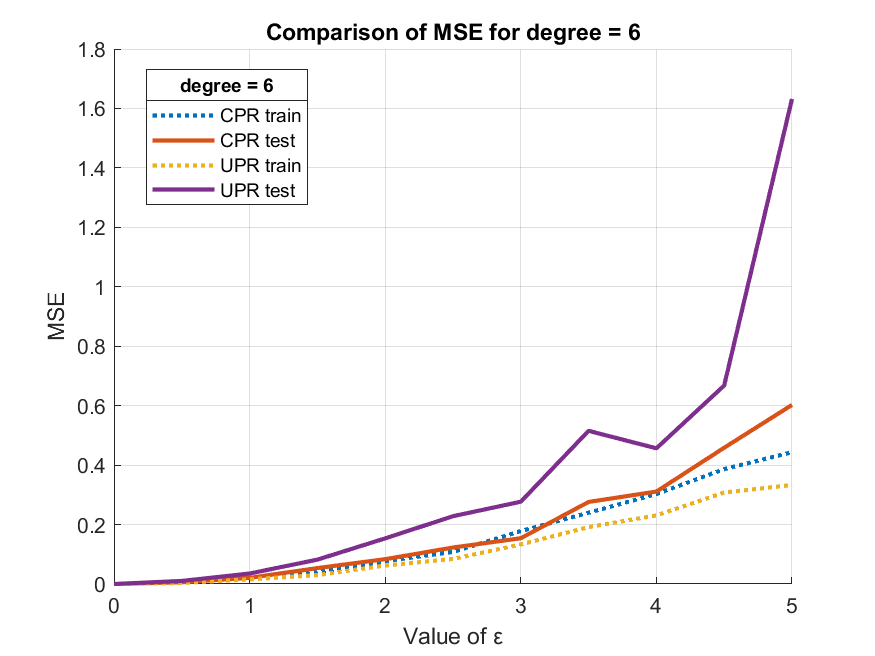 Comparison of MSE for degree = 6
1.8
1.6
1.4
1.2
1
0.8
0.6
0.4
0.2
0
MSE
degree = 6
CPR train
CPR test
UPR train
UPR test
0 1 2 3 4 5
Value of ε